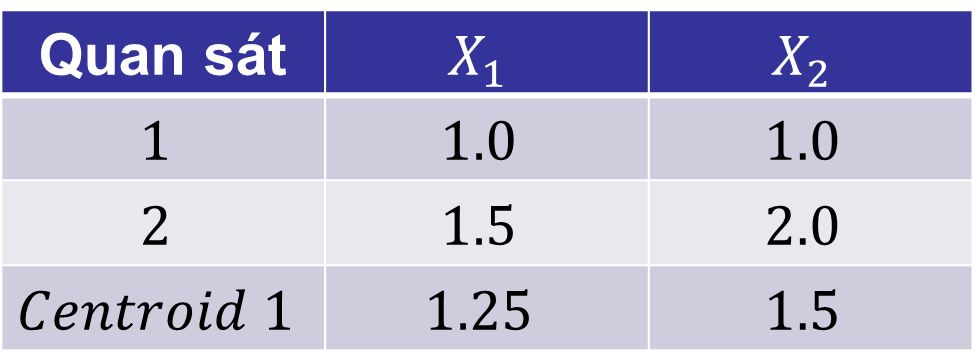 Quan sát X₁ X₂
1 1.0 1.0
2 1.5 2.0
Centroid 1 1.25 1.5